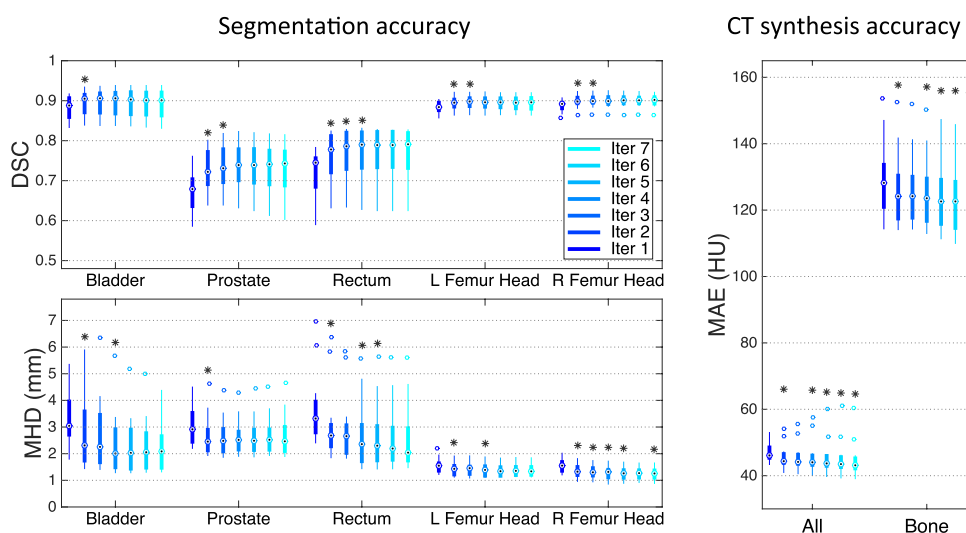 Segmentation accuracy
CT synthesis accuracy
DSC
1
0.9
0.8
0.7
0.6
0.5
Iter 7
Iter 6
Iter 5
Iter 4
Iter 3
Iter 2
Iter 1
Bladder Prostate Rectum L Femur Head R Femur Head
MHD (mm)
7
6
5
4
3
2
1
0
Bladder Prostate Rectum L Femur Head R Femur Head
MAE (HU)
160
140
120
100
80
60
40
All Bone